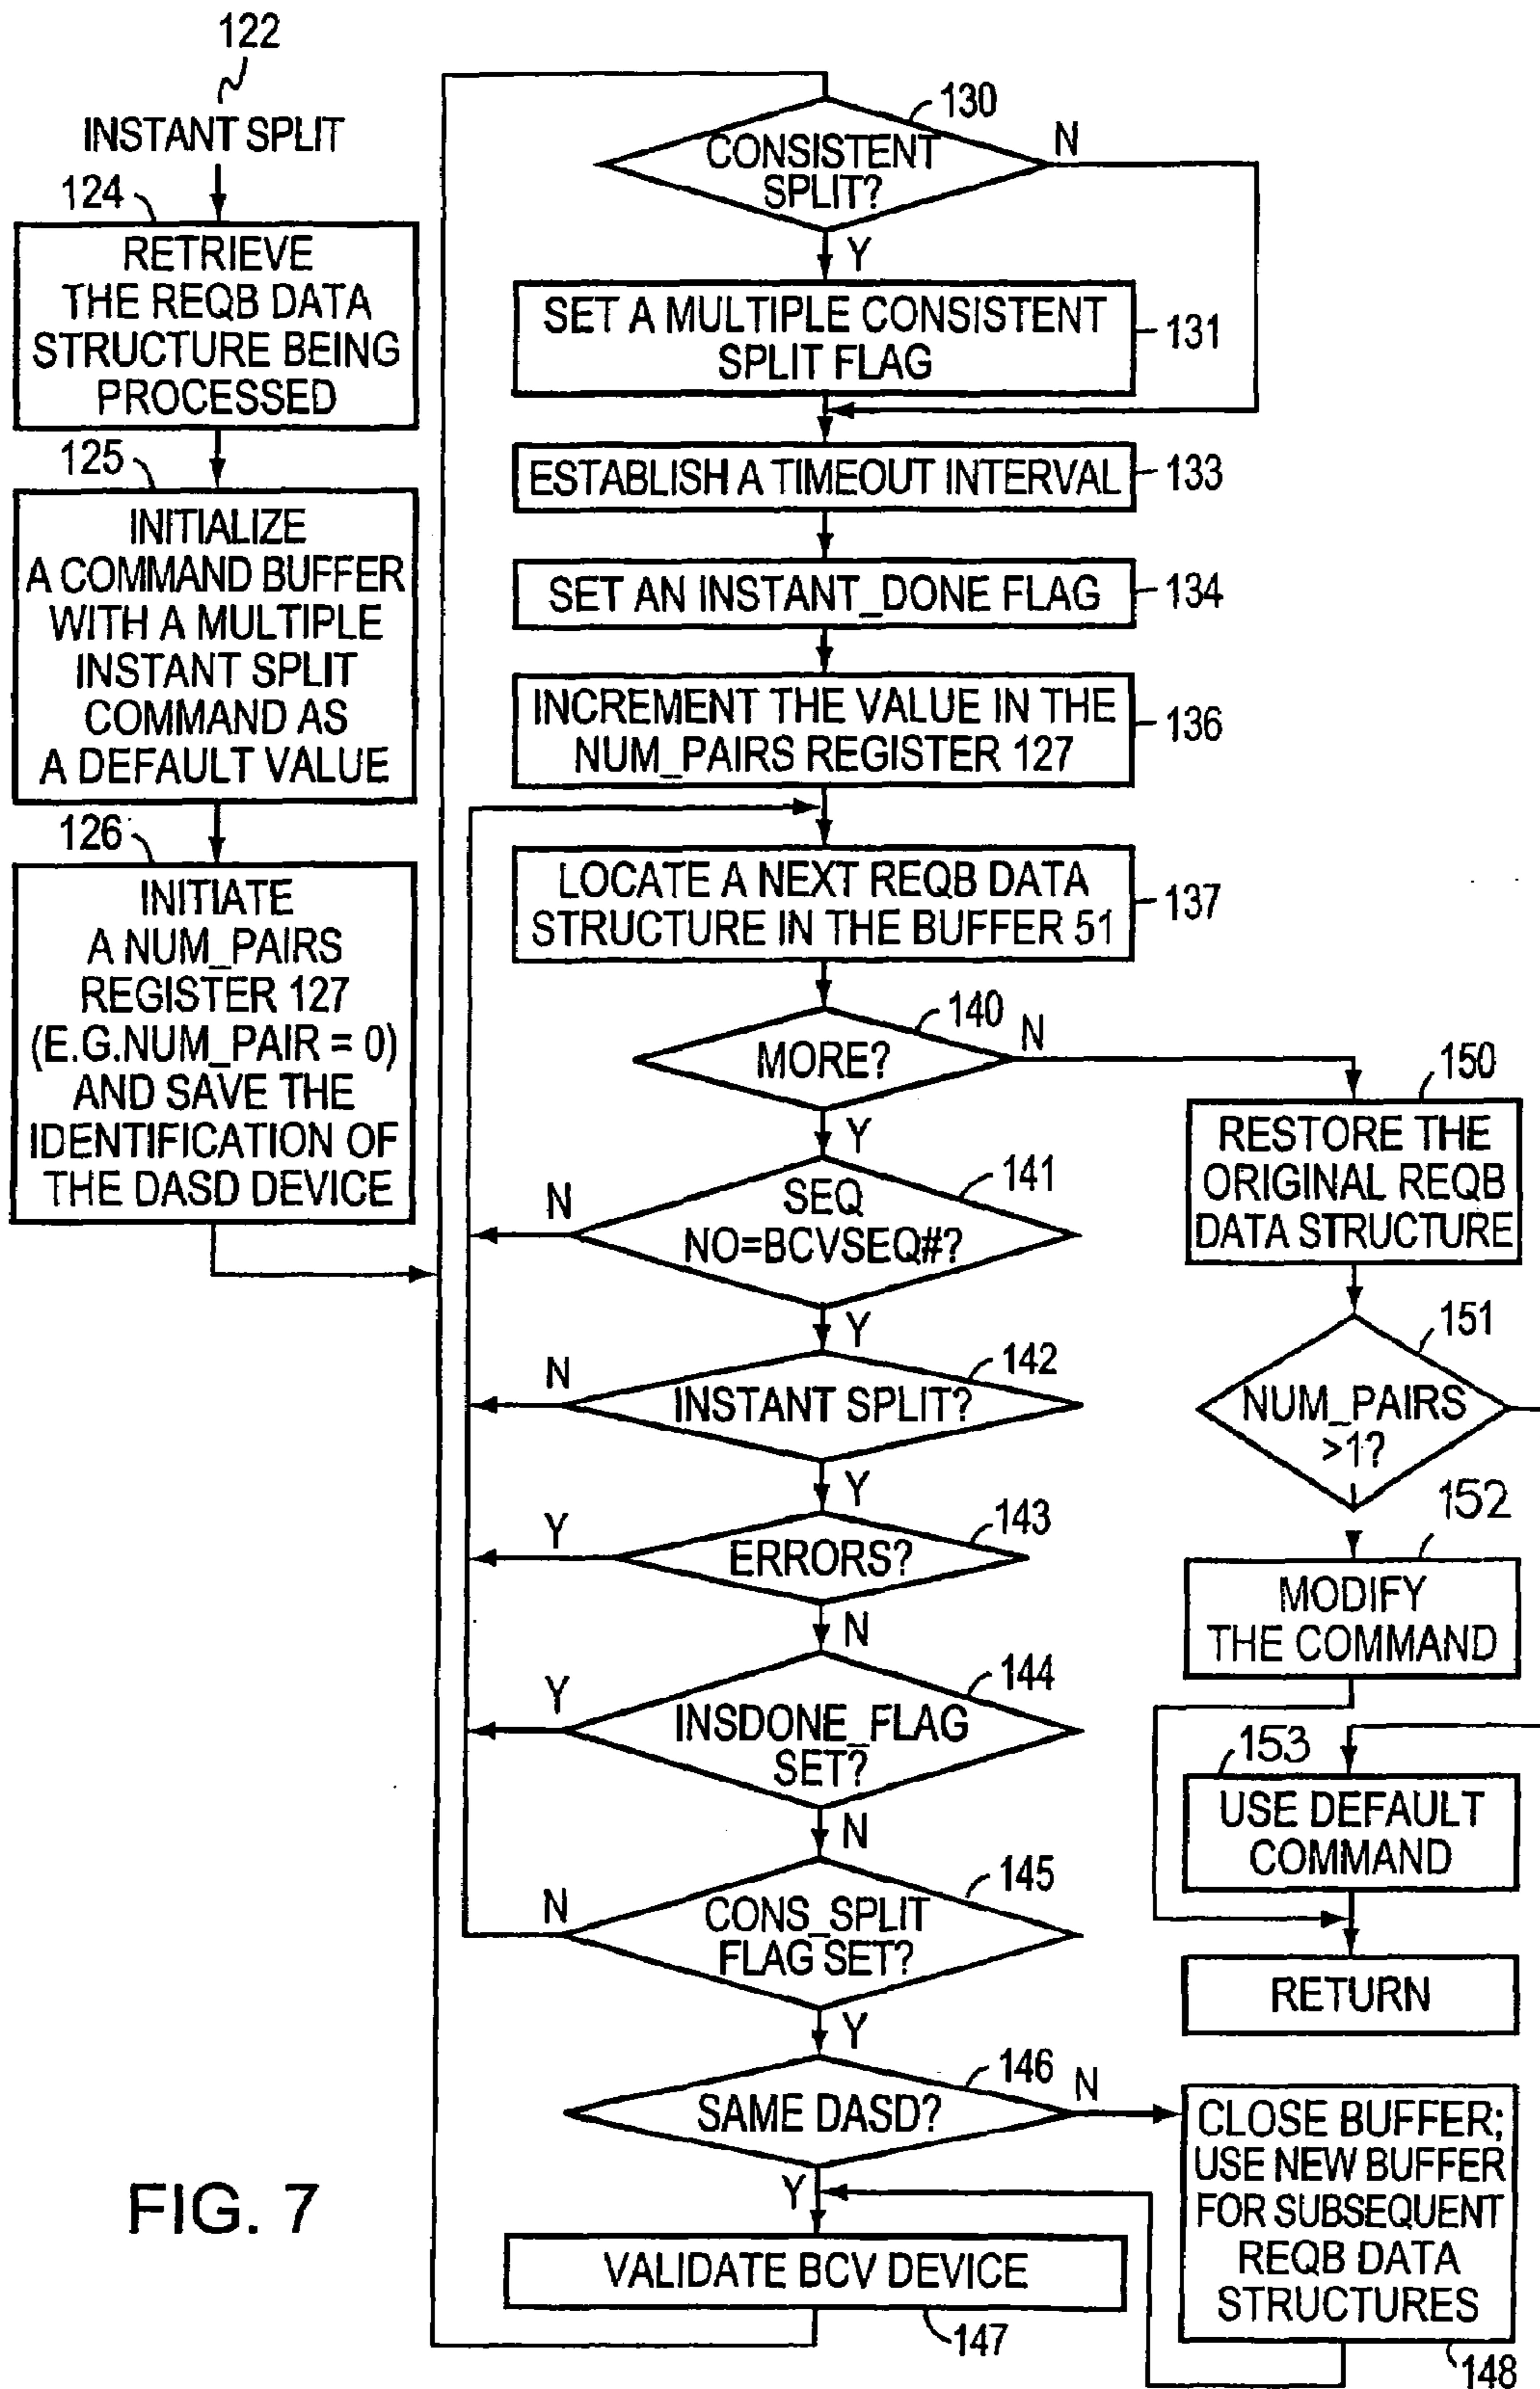 122
INSTANT SPLIT
124
RETRIEVE
THE REQB DATA
STRUCTURE BEING
PROCESSED
125
INITIALIZE
A COMMAND BUFFER
WITH A MULTIPLE
INSTANT SPLIT
COMMAND AS
A DEFAULT VALUE
126
INITIATE
A NUM_PAIRS
REGISTER 127
(E.G.NUM_PAIR = 0)
AND SAVE THE
IDENTIFICATION OF
THE DASD DEVICE
130
CONSISTENT
SPLIT?
N
Y
SET A MULTIPLE CONSISTENT
SPLIT FLAG
131
ESTABLISH A TIMEOUT INTERVAL
133
SET AN INSTANT_DONE FLAG
134
INCREMENT THE VALUE IN THE
NUM_PAIRS REGISTER 127
136
LOCATE A NEXT REQB DATA
STRUCTURE IN THE BUFFER 51
137
140
MORE?
N
Y
141
SEQ
NO=BCVSEQ#?
N
Y
142
INSTANT SPLIT?
N
Y
143
ERRORS?
Y
N
144
INSDONE_FLAG
SET?
Y
N
145
CONS_SPLIT
FLAG SET?
N
Y
146
SAME DASD?
N
Y
VALIDATE BCV DEVICE
147
150
RESTORE THE
ORIGINAL REQB
DATA STRUCTURE
151
NUM_PAIRS
>1?
152
MODIFY
THE COMMAND
153
USE DEFAULT
COMMAND
RETURN
CLOSE BUFFER;
USE NEW BUFFER
FOR SUBSEQUENT
REQB DATA
STRUCTURES
148
FIG. 7